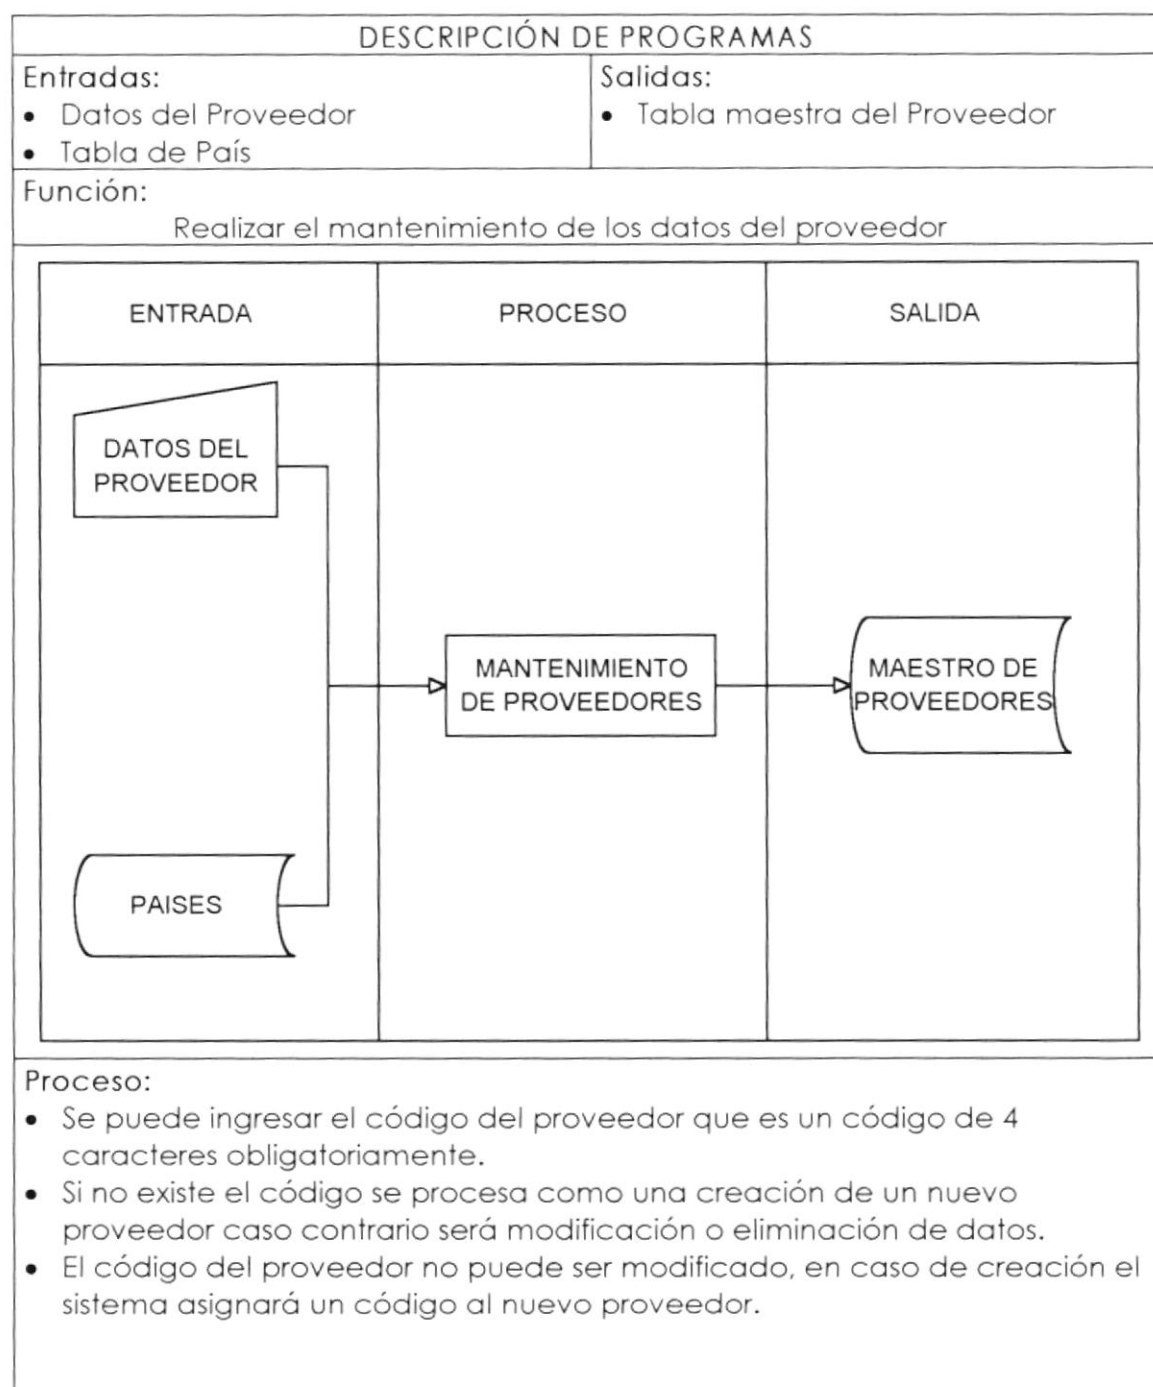 DESCRIPCIÓN DE PROGRAMAS
Entradas:
• Datos del Proveedor
• Tabla de País
Salidas:
• Tabla maestra del Proveedor
Función:
Realizar el mantenimiento de los datos del proveedor
ENTRADA
PROCESO
SALIDA
DATOS DEL
PROVEEDOR
MANTENIMIENTO
DE PROVEEDORES
MAESTRO DE
PROVEEDORES
PAISES
Proceso:
• Se puede ingresar el código del proveedor que es un código de 4
caracteres obligatoriamente.
• Si no existe el código se procesa como una creación de un nuevo
proveedor caso contrario será modificación o eliminación de datos.
• El código del proveedor no puede ser modificado, en caso de creación el
sistema asignará un código al nuevo proveedor.